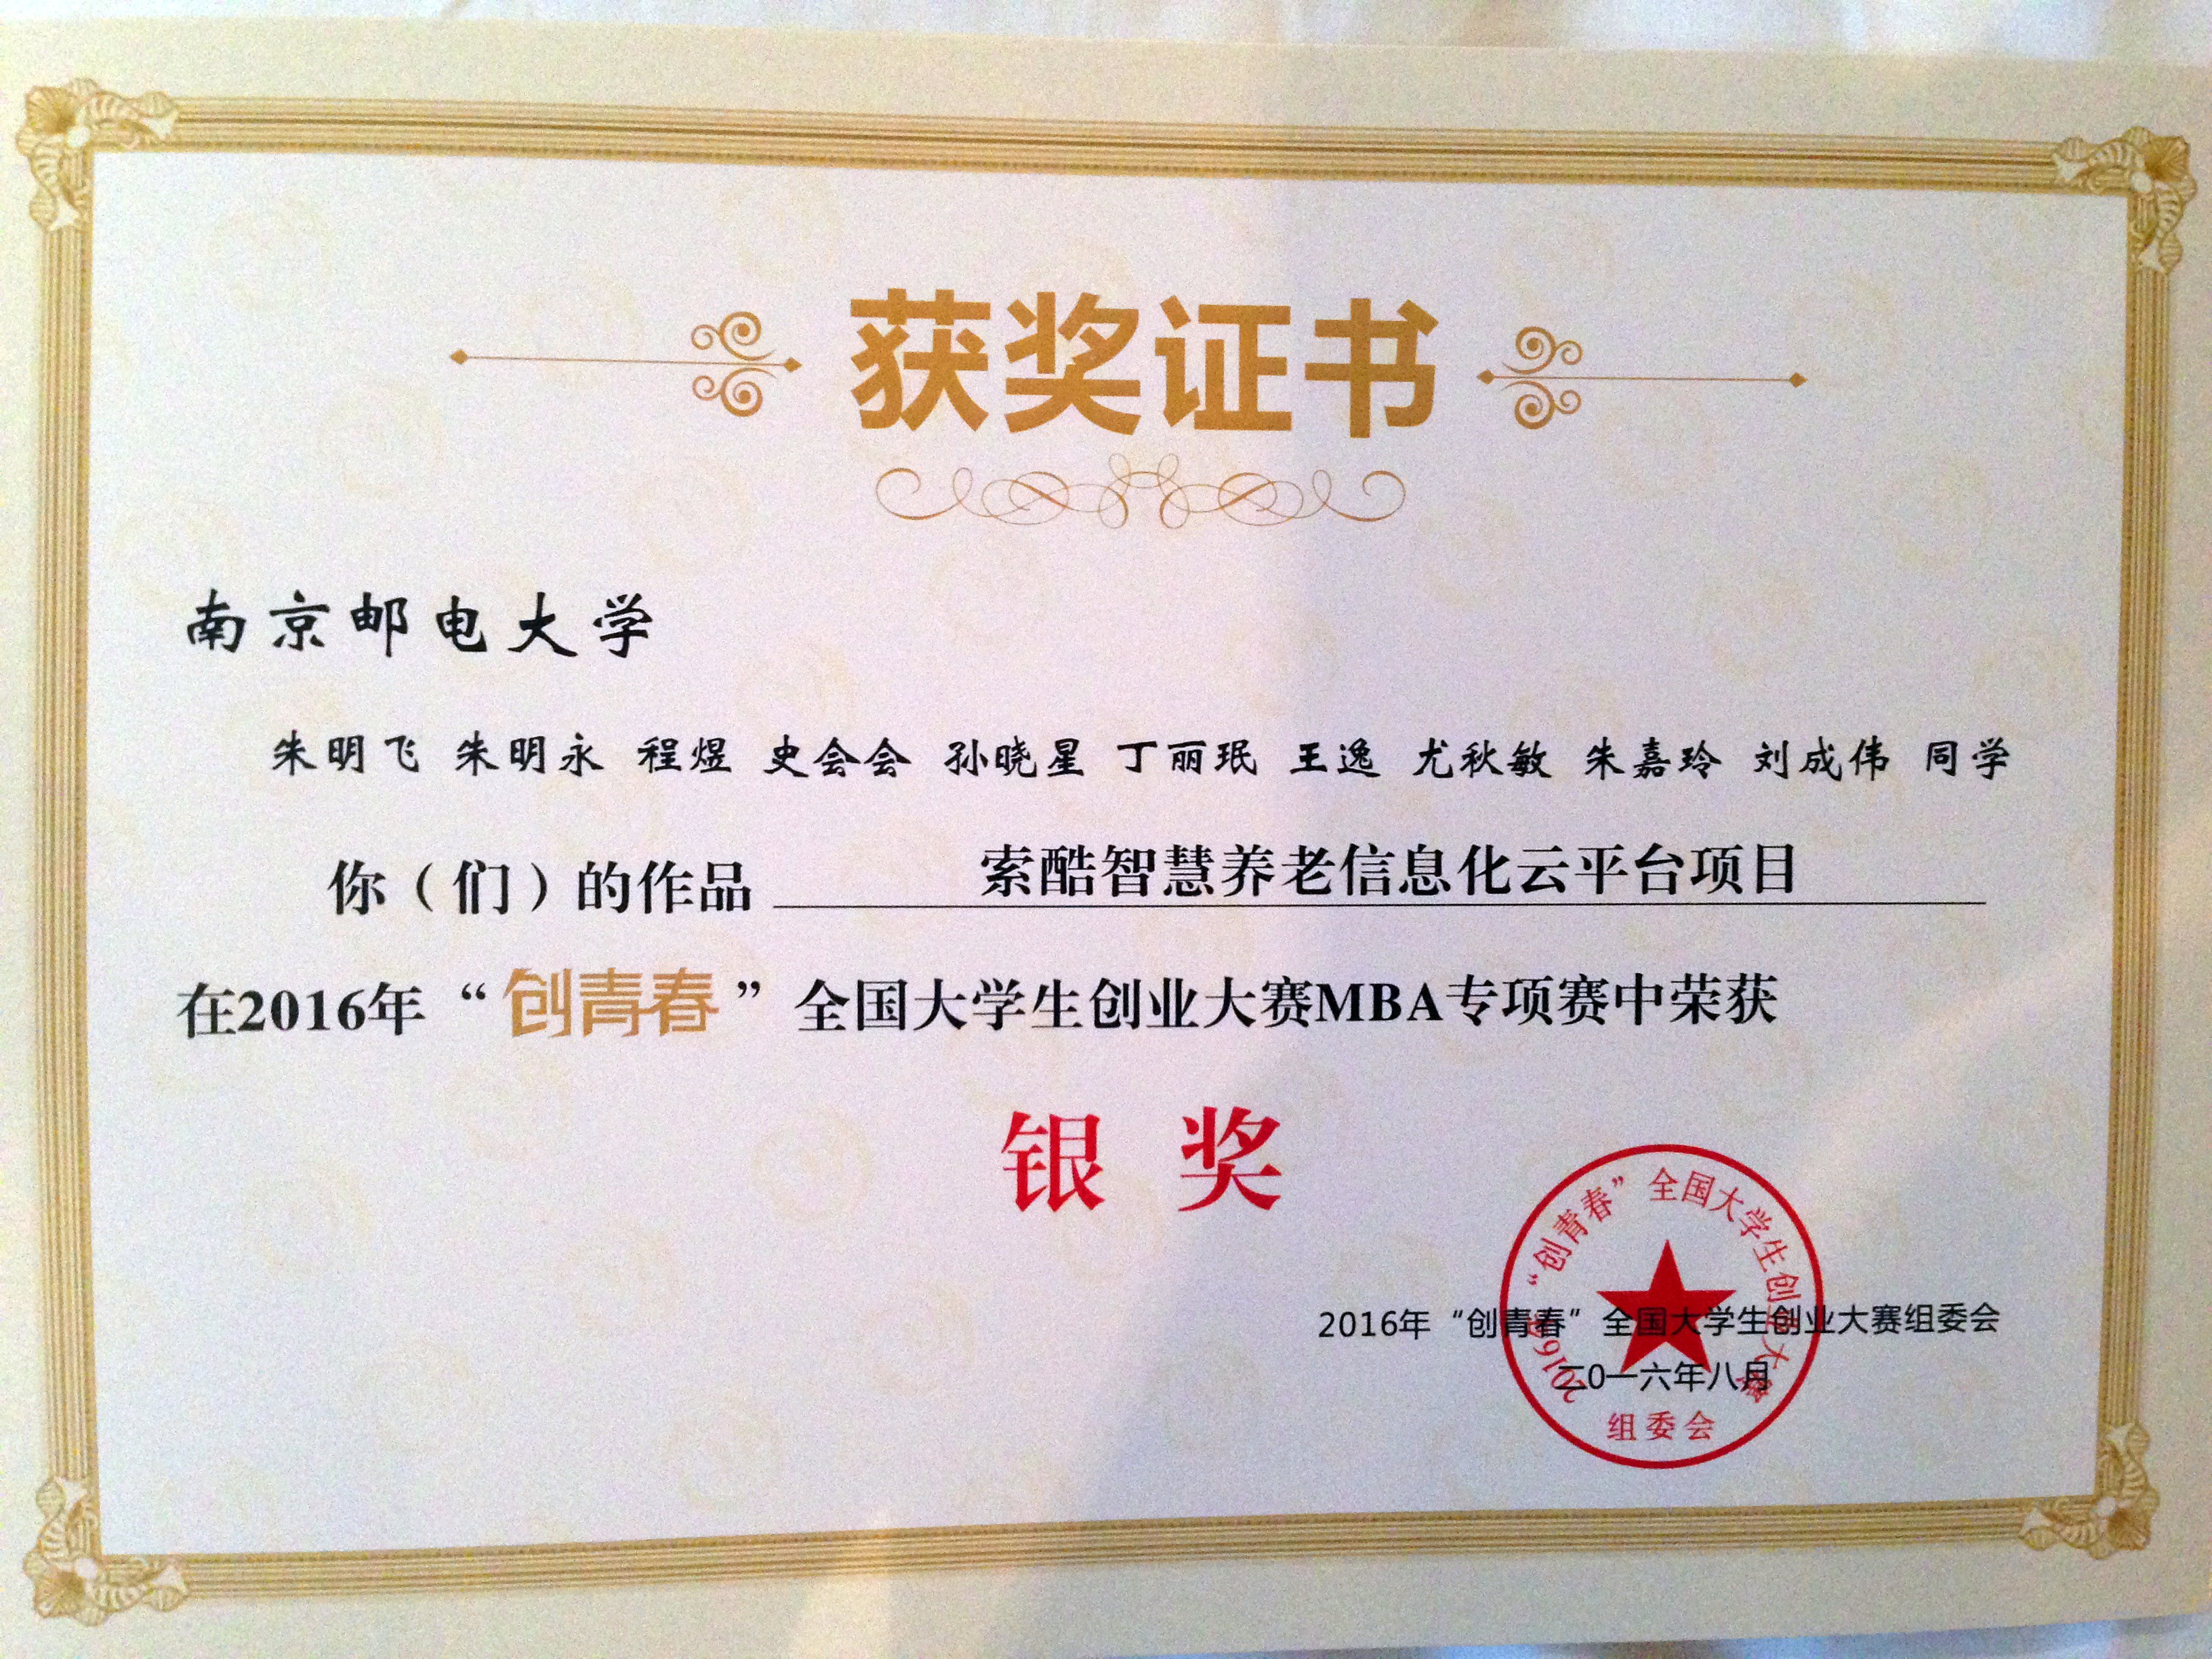 获奖证书
南京邮电大学
朱明飞 朱明永 程煜 史会会 孙晓星 丁丽珉 王逸 尤秋敏 朱嘉玲 刘成伟 同学
你（们）的作品 索酷智慧养老信息化云平台项目
在2016年“创青春”全国大学生创业大赛MBA专项赛中荣获
银奖
2016年“创青春”全国大学生创业大赛组委会
二0一六年八月
2016年“创青春”全国大学生创业大赛
组委会